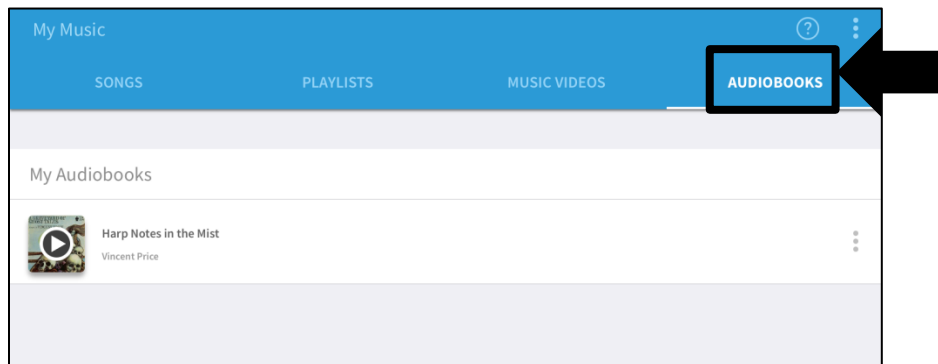 My Music
?
SONGS PLAYLISTS MUSIC VIDEOS AUDIOBOOKS
My Audiobooks
Harp Notes in the Mist
Vincent Price